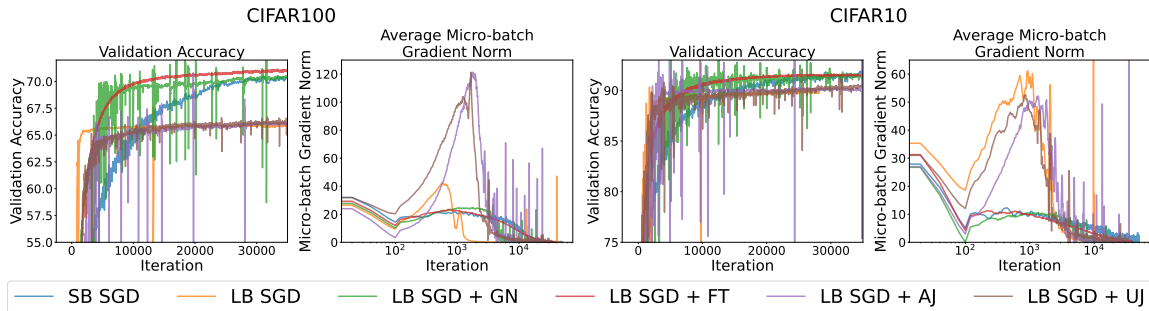 CIFAR100
CIFAR10
Validation Accuracy
Average Micro-batch
Gradient Norm
Validation Accuracy
Average Micro-batch
Gradient Norm
Validation Accuracy
70.0
67.5
65.0
62.5
60.0
57.5
55.0
0
10000
20000
30000
Iteration
Micro-batch Gradient Norm
120
100
80
60
40
20
0
10²
10³
10⁴
Iteration
Validation Accuracy
90
85
80
75
0
10000
20000
30000
Iteration
Micro-batch Gradient Norm
60
50
40
30
20
10
0
10²
10³
10⁴
Iteration
SB SGD
LB SGD
LB SGD + GN
LB SGD + FT
LB SGD + AJ
LB SGD + UJ